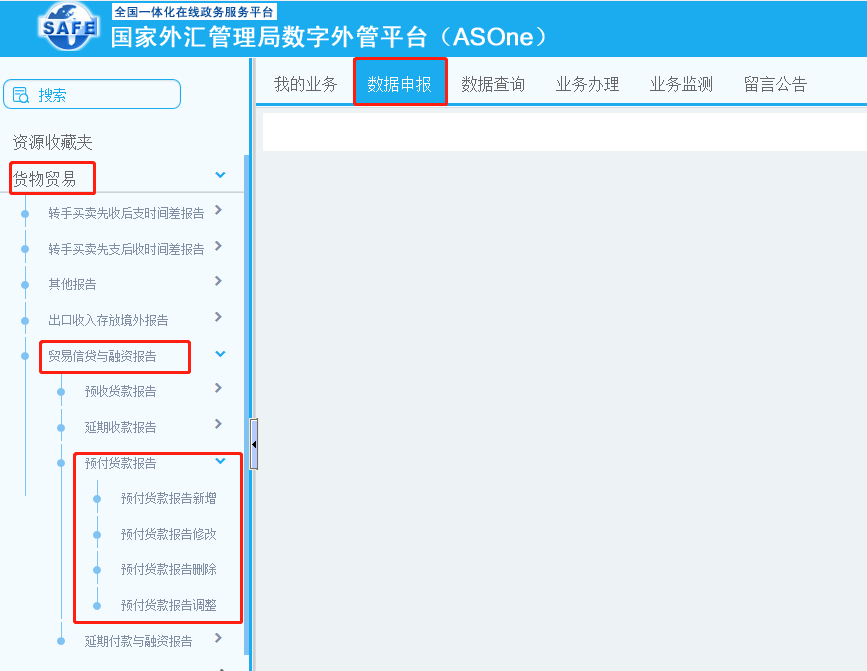 SAFE
全国一体化在线政务服务平台
国家外汇管理局数字外管平台（ASOne）
搜索
我的业务 数据申报 数据查询 业务办理 业务监测 留言公告
资源收藏夹
货物贸易
转手买卖先收后支时间差报告
转手买卖先支后收时间差报告
其他报告
出口收入存放境外报告
贸易信贷与融资报告
预收货款报告
延期收款报告
预付货款报告
预付货款报告新增
预付货款报告修改
预付货款报告删除
预付货款报告调整
延期付款与融资报告